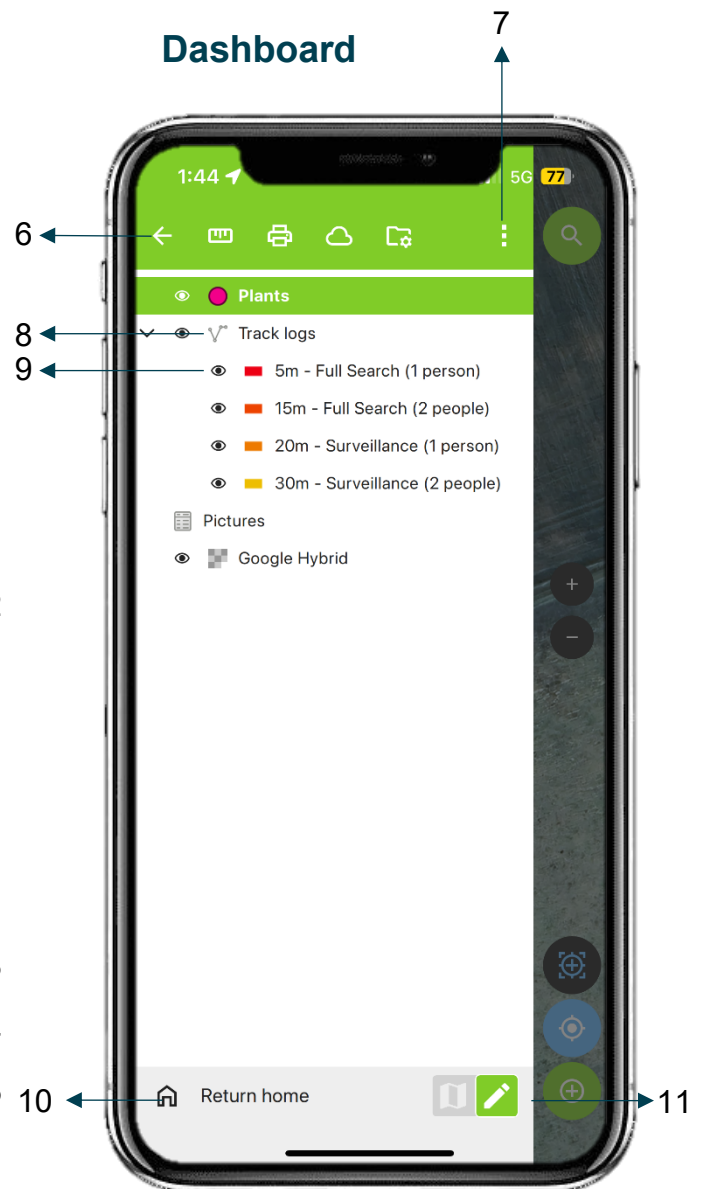 7
Dashboard
1:44
5G
77
6
Plants
8
Track logs
9
5m - Full Search (1 person)
15m - Full Search (2 people)
20m - Surveillance (1 person)
30m - Surveillance (2 people)
Pictures
Google Hybrid
+
−
10
Return home
11